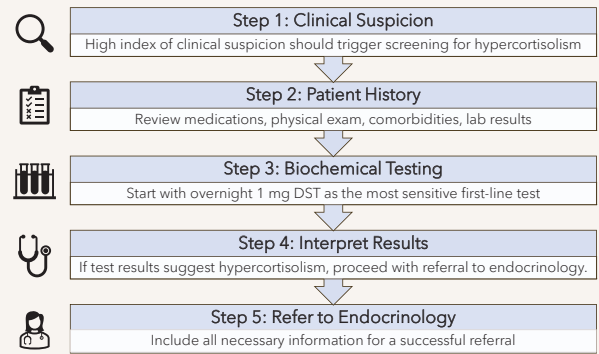 Step 1: Clinical Suspicion
High index of clinical suspicion should trigger screening for hypercortisolism
Step 2: Patient History
Review medications, physical exam, comorbidities, lab results
Step 3: Biochemical Testing
Start with overnight 1 mg DST as the most sensitive first-line test
Step 4: Interpret Results
If test results suggest hypercortisolism, proceed with referral to endocrinology.
Step 5: Refer to Endocrinology
Include all necessary information for a successful referral